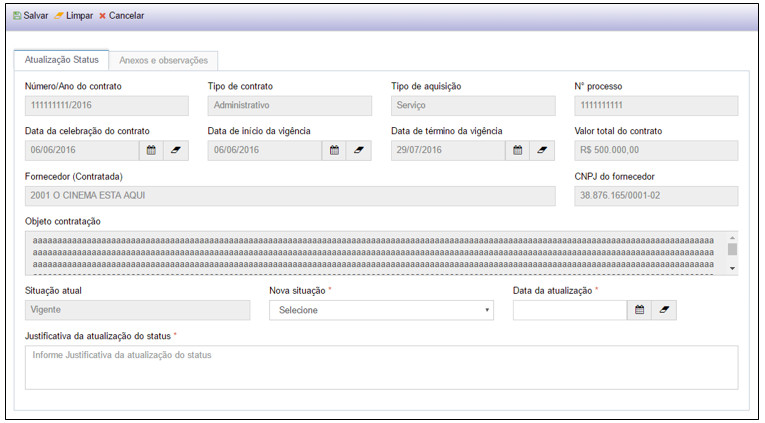 Salvar Limpar Cancelar
Atualização Status Anexos e observações
Número/Ano do contrato Tipo de contrato Tipo de aquisição N° processo
111111111/2016 Administrativo Serviço 1111111111
Data da celebração do contrato Data de início da vigência Data de término da vigência Valor total do contrato
06/06/2016 06/06/2016 29/07/2016 R$ 500.000,00
Fornecedor (Contratada) CNPJ do fornecedor
2001 O CINEMA ESTA AQUI 38.876.165/0001-02
Objeto contratação
Situação atual Nova situação * Data da atualização *
Vigente Selecione
Justificativa da atualização do status *
Informe Justificativa da atualização do status